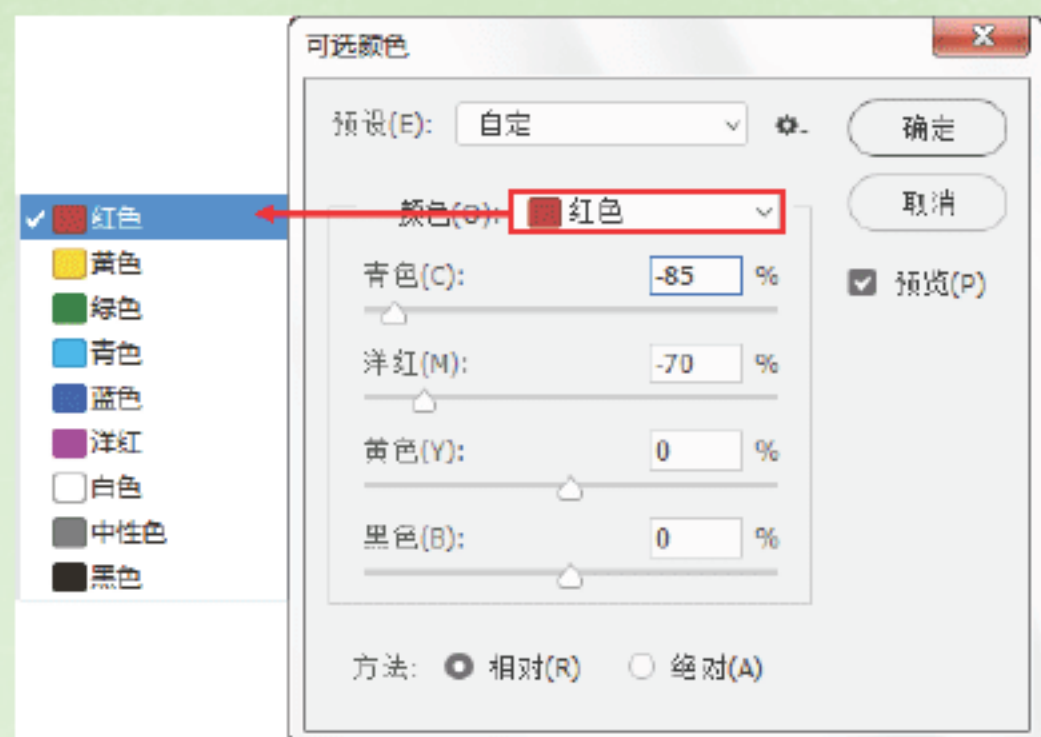 可选颜色
预设(E): 自定
确定
颜色(O): 红色
取消
青色(C): -85 %
预览(P)
洋红(M): -70 %
黄色(Y): 0 %
黑色(B): 0 %
方法: 相对(R) 绝对(A)
红色
黄色
绿色
青色
蓝色
洋红
白色
中性色
黑色